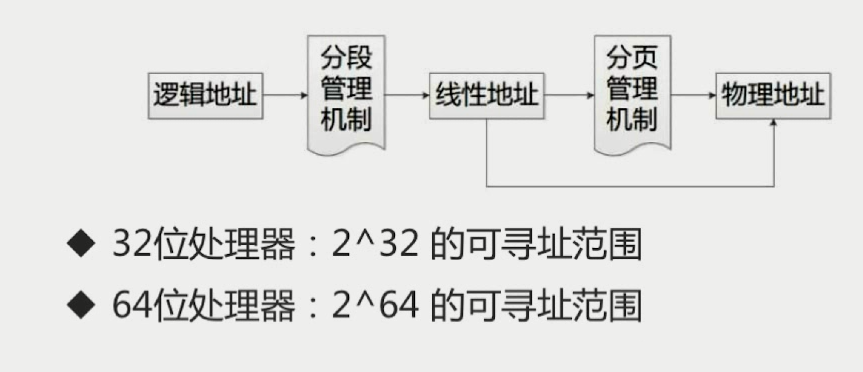 逻辑地址
分段
管理
机制
线性地址
分页
管理
机制
物理地址
◆ 32位处理器：2^32 的可寻址范围
◆ 64位处理器：2^64 的可寻址范围